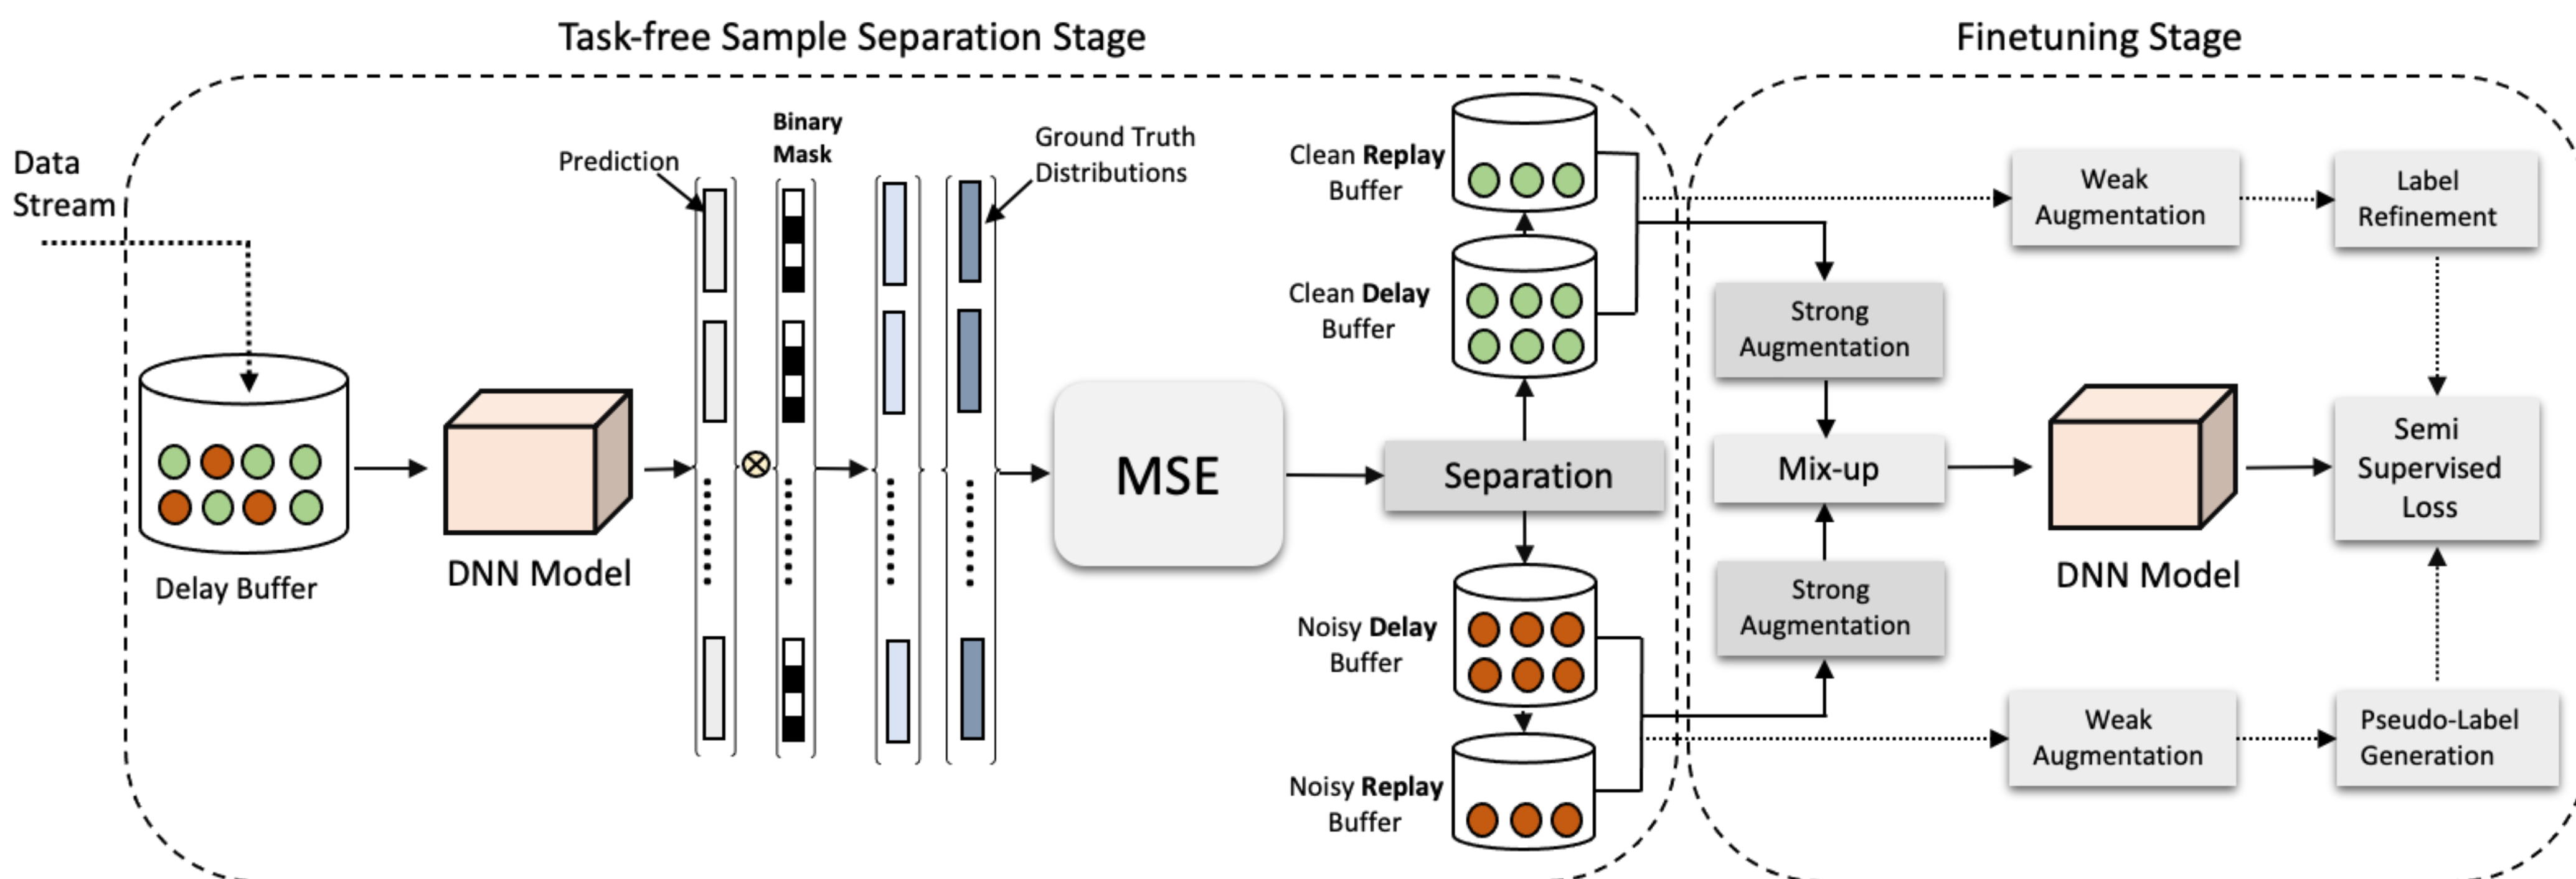 Task-free Sample Separation Stage
Finetuning Stage
Data
Stream
Delay Buffer
DNN Model
Prediction
Binary
Mask
Ground Truth
Distributions
MSE
Separation
Clean Replay
Buffer
Clean Delay
Buffer
Noisy Delay
Buffer
Noisy Replay
Buffer
Strong
Augmentation
Mix-up
Strong
Augmentation
Weak
Augmentation
Label
Refinement
DNN Model
Semi
Supervised
Loss
Weak
Augmentation
Pseudo-Label
Generation